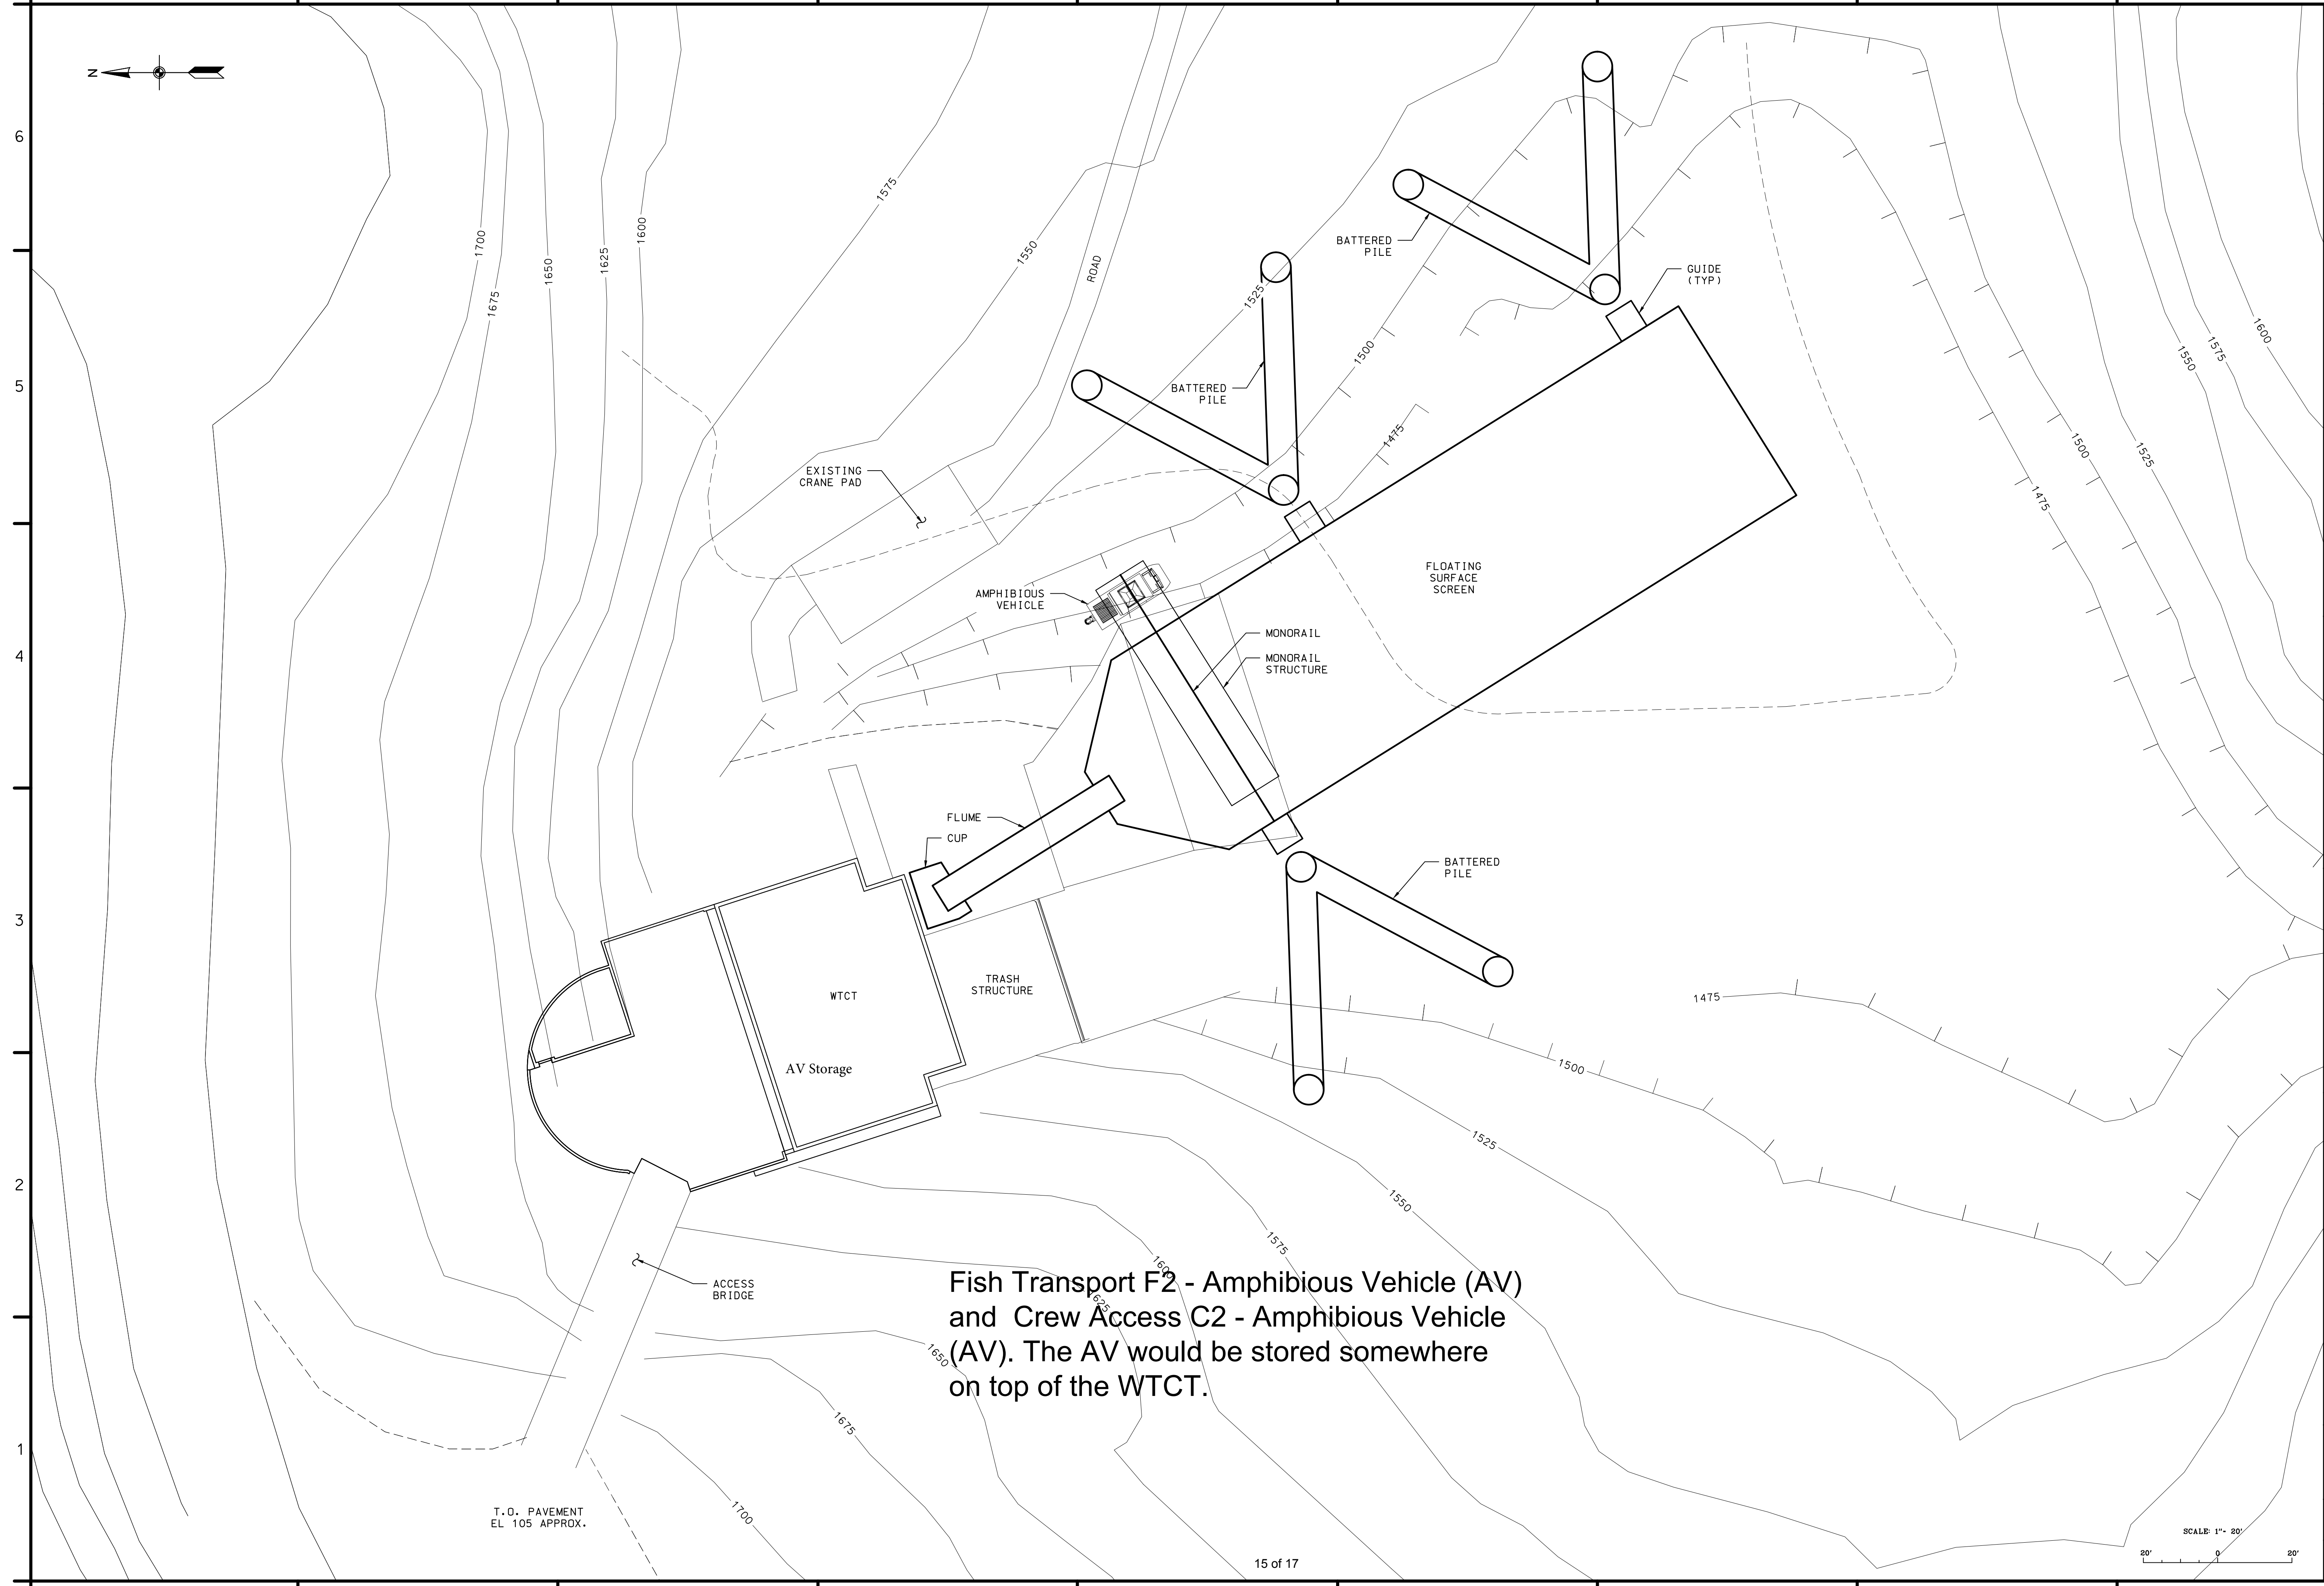 N
6
5
4
3
2
1
1700
1675
1650
1625
1600
1575
1550
ROAD
1525
1500
1475
BATTERED
PILE
BATTERED
PILE
GUIDE
(TYP)
1600
1575
1550
1525
1500
1475
EXISTING
CRANE PAD
AMPHIBIOUS
VEHICLE
FLOATING
SURFACE
SCREEN
MONORAIL
MONORAIL
STRUCTURE
FLUME
CUP
BATTERED
PILE
WTCT
AV Storage
TRASH
STRUCTURE
1475
1500
1525
1550
1575
1600
1625
1650
1675
1700
ACCESS
BRIDGE
Fish Transport F2 - Amphibious Vehicle (AV)
and Crew Access C2 - Amphibious Vehicle
(AV). The AV would be stored somewhere
on top of the WTCT.
T.O. PAVEMENT
EL 105 APPROX.
15 of 17
SCALE: 1"- 20'
20' 0 20'